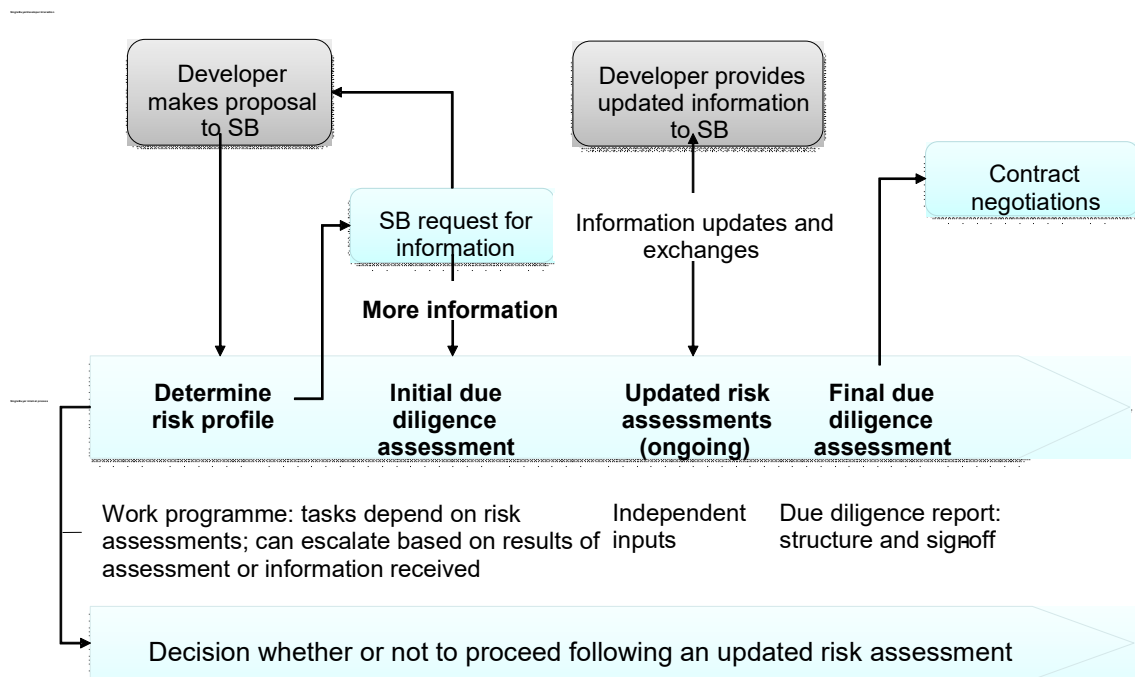 Developer
makes proposal
to SB
Developer provides
updated information
to SB
Contract
negotiations
SB request for
information
Information updates and
exchanges
More information
Determine
risk profile
Initial due
diligence
assessment
Updated risk
assessments
(ongoing)
Final due
diligence
assessment
Work programme: tasks depend on risk
assessments; can escalate based on results of
assessment or information received
Independent
inputs
Due diligence report:
structure and sign-off
Decision whether or not to proceed following an updated risk assessment